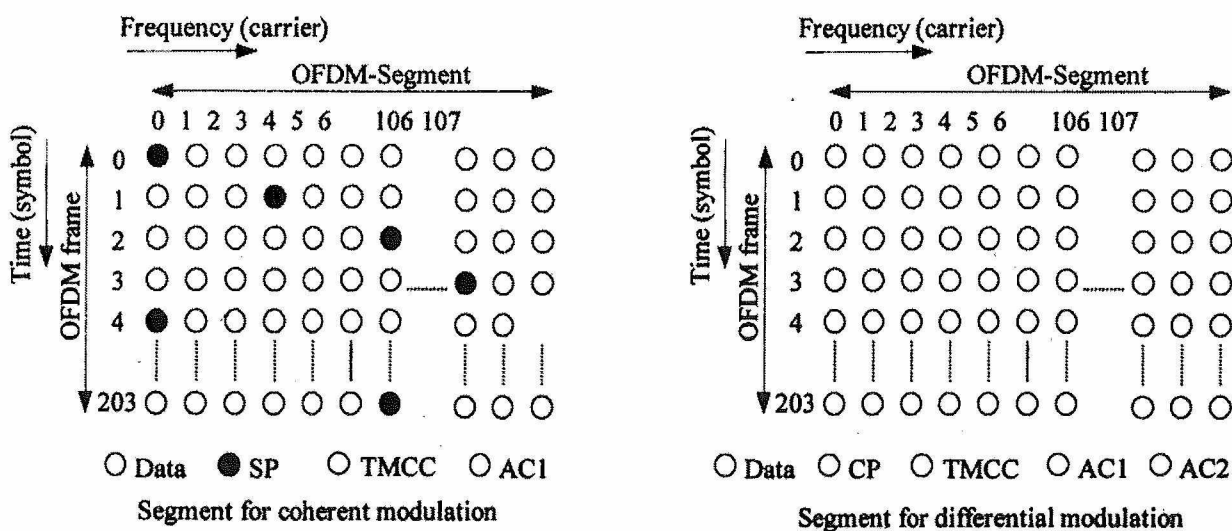 Frequency (carrier)
OFDM-Segment
0 1 2 3 4 5 6 106 107
Time (symbol)
OFDM frame
0
1
2
3
4
203
Data SP TMCC AC1
Segment for coherent modulation
Frequency (carrier)
OFDM-Segment
0 1 2 3 4 5 6 106 107
Time (symbol)
OFDM frame
0
1
2
3
4
203
Data CP TMCC AC1 AC2
Segment for differential modulation